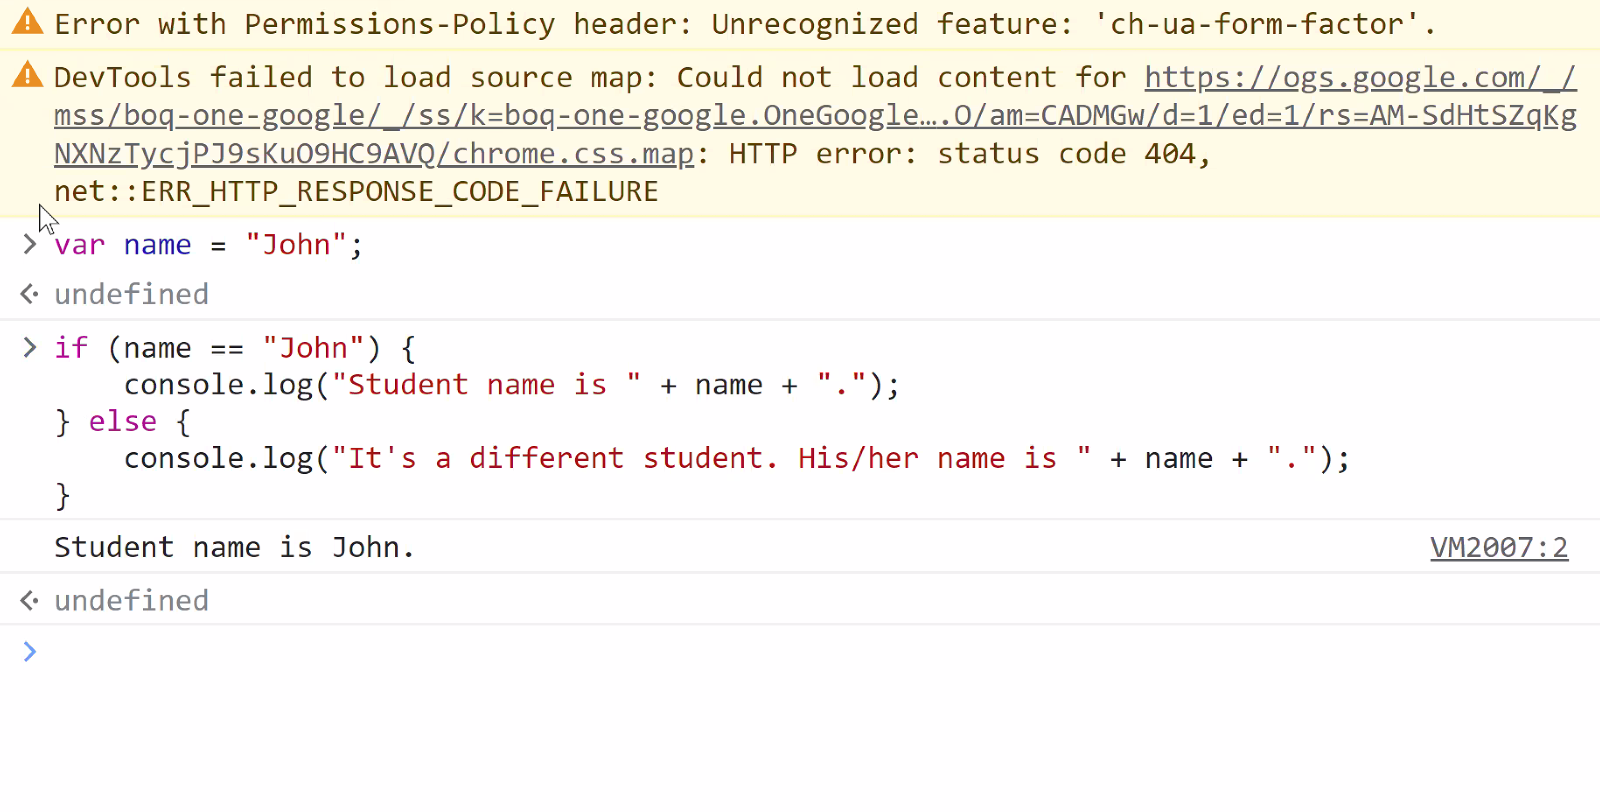 Error with Permissions-Policy header: Unrecognized feature: 'ch-ua-form-factor'.
DevTools failed to load source map: Could not load content for https://ogs.google.com/_/
mss/boq-one-google/_/ss/k=boq-one-google.OneGoogle….O/am=CADMGw/d=1/ed=1/rs=AM-SdHtSZqKg
NXNzTycjPJ9sKuO9HC9AVQ/chrome.css.map: HTTP error: status code 404,
net::ERR_HTTP_RESPONSE_CODE_FAILURE
> var name = "John";
undefined
> if (name == "John") {
    console.log("Student name is " + name + ".");
} else {
    console.log("It's a different student. His/her name is " + name + ".");
}
Student name is John. VM2007:2
undefined
>